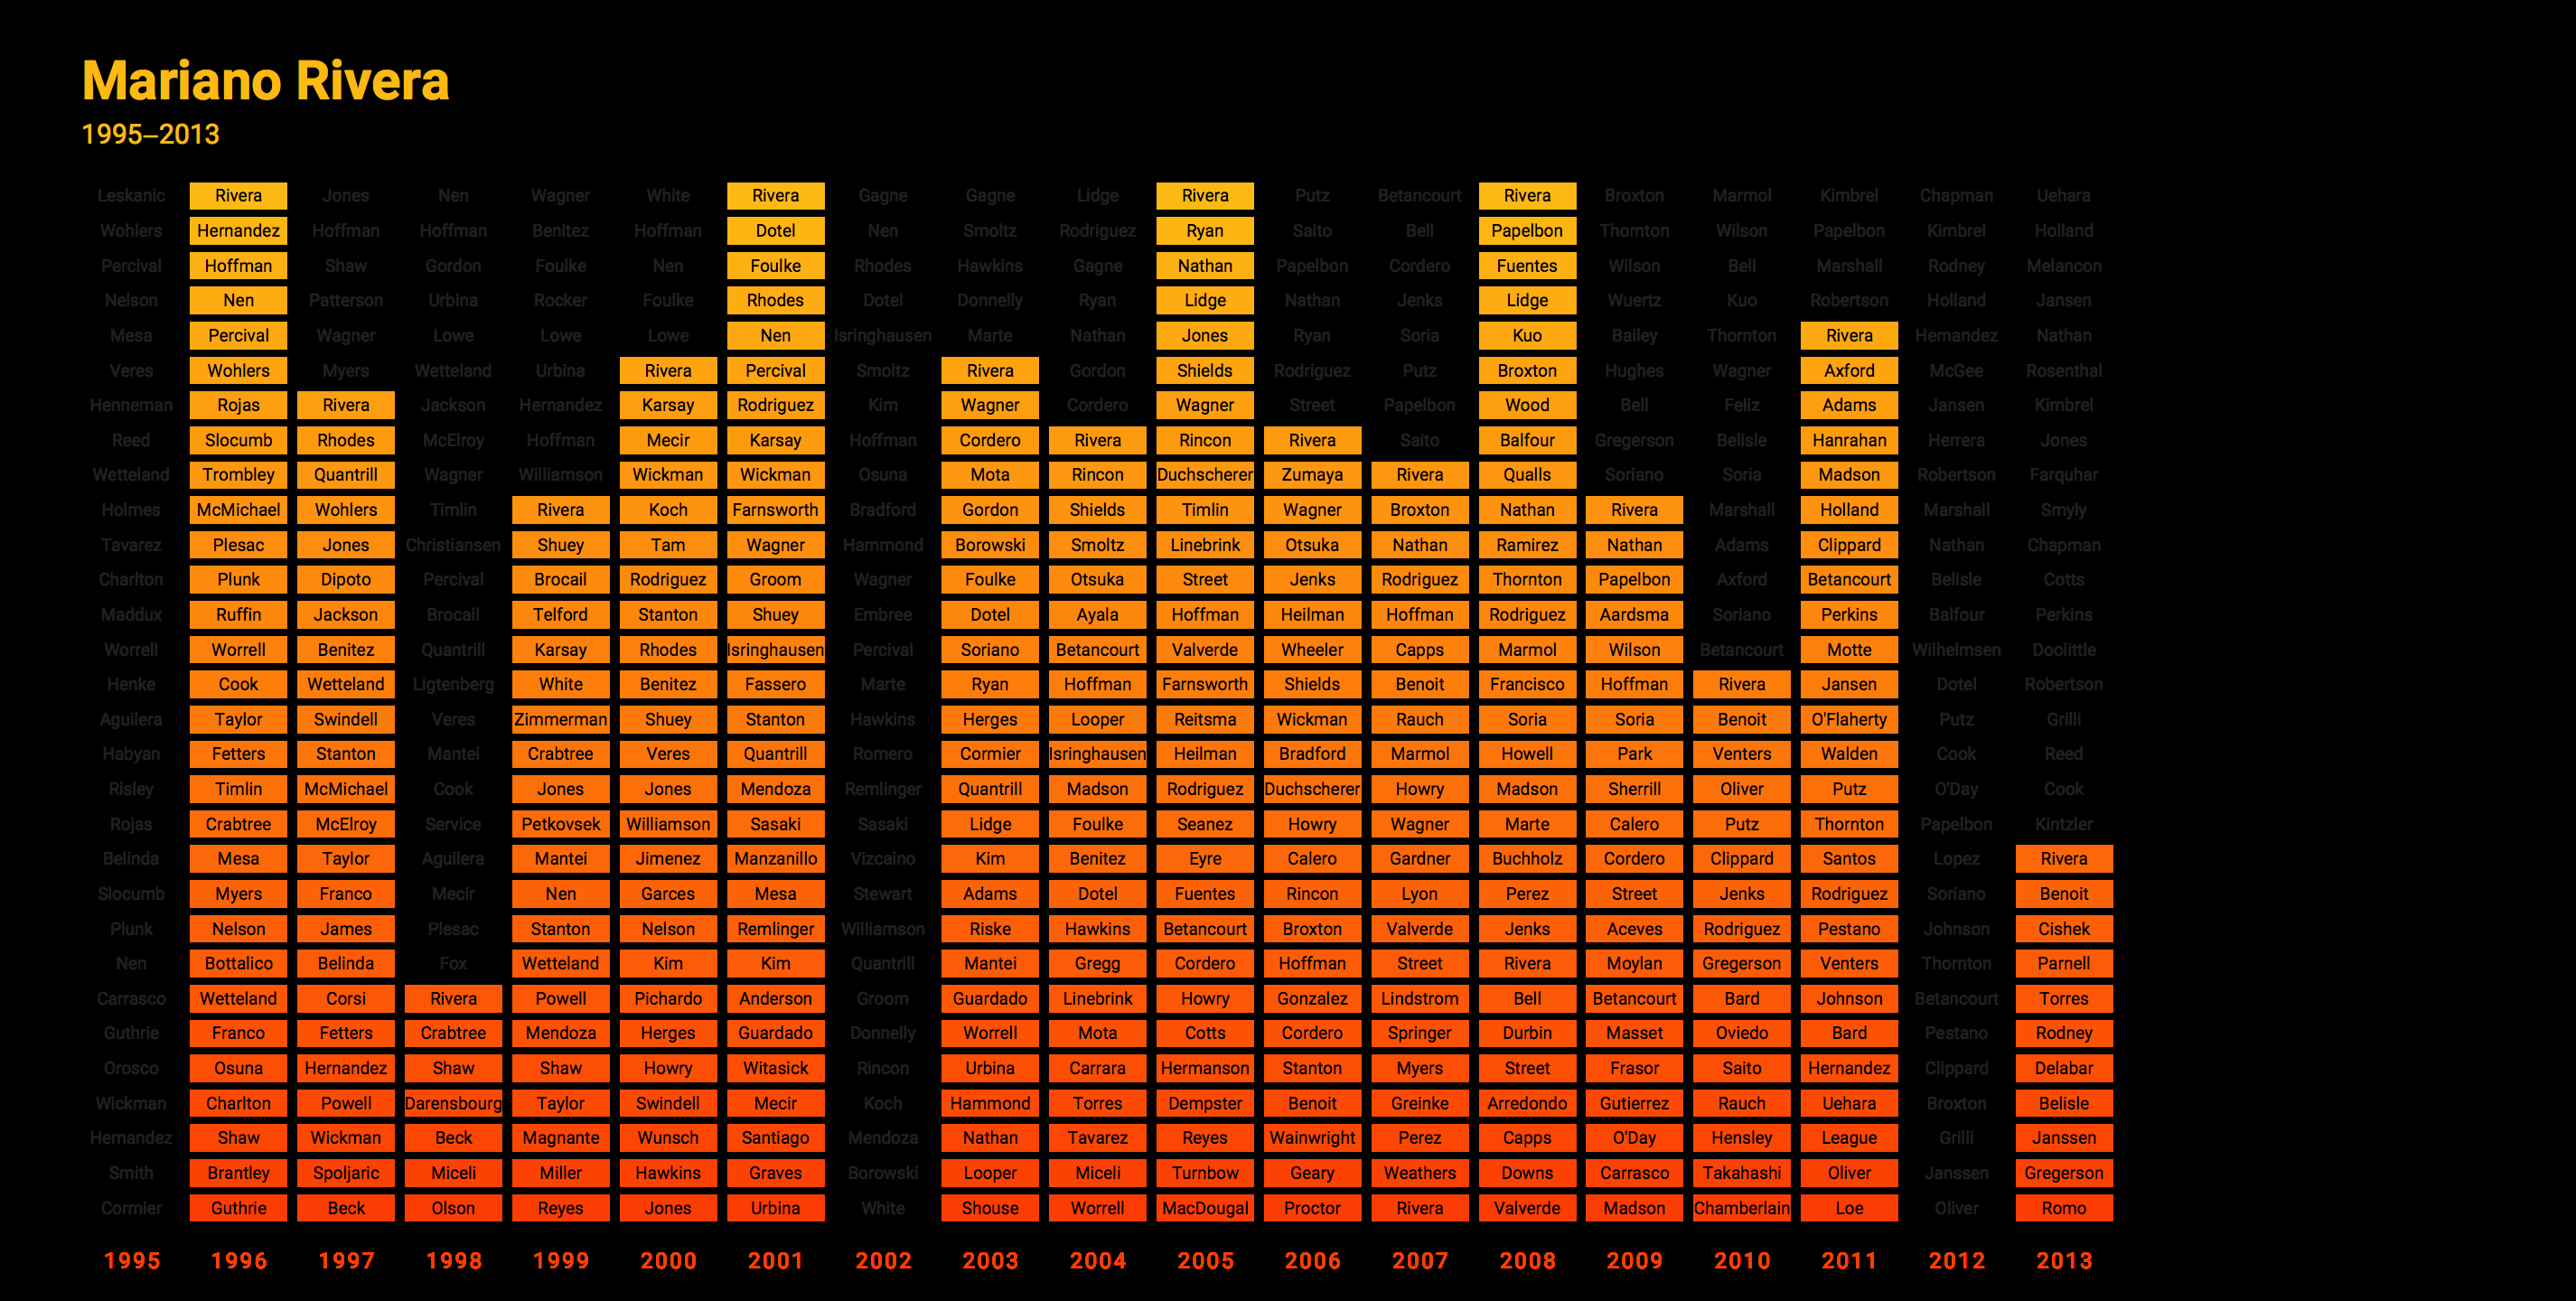 Mariano Rivera
1995–2013
Leskanic Rivera Jones Nen Wagner White Rivera Gagne Gagne Lidge Rivera Putz Betancourt Rivera Broxton Marmol Kimbrel Chapman Uehara
Wohlers Hernandez Hoffman Hoffman Benitez Hoffman Dotel Nen Smoltz Rodriguez Ryan Saito Bell Papelbon Thornton Wilson Papelbon Kimbrel Holland
Percival Hoffman Shaw Gordon Foulke Nen Foulke Rhodes Hawkins Gagne Nathan Papelbon Cordero Fuentes Wilson Bell Marshall Rodney Melancon
Nelson Nen Patterson Urbina Rocker Foulke Rhodes Dotel Donnelly Ryan Lidge Nathan Jenks Lidge Wuertz Kuo Robertson Holland Jansen
Mesa Percival Wagner Lowe Lowe Lowe Nen Isringhausen Marte Nathan Jones Ryan Soria Kuo Bailey Thornton Rivera Hernandez Nathan
Veres Wohlers Myers Wetteland Urbina Rivera Percival Smoltz Rivera Gordon Shields Rodriguez Putz Broxton Hughes Wagner Axford McGee Rosenthal
Henneman Rojas Rivera Jackson Hernandez Karsay Rodriguez Kim Wagner Cordero Wagner Street Papelbon Wood Bell Feliz Adams Jansen Kimbrel
Reed Slocumb Rhodes McElroy Hoffman Mecir Karsay Hoffman Cordero Rivera Rincon Rivera Saito Balfour Gregerson Belisle Hanrahan Herrera Jones
Wetteland Trombley Quantrill Wagner Williamson Wickman Wickman Osuna Mota Rincon Duchscherer Zumaya Rivera Qualls Soriano Soria Madson Robertson Farquhar
Holmes McMichael Wohlers Timlin Rivera Koch Farnsworth Bradford Gordon Shields Timlin Wagner Broxton Nathan Rivera Marshall Holland Marshall Smyly
Tavarez Plesac Jones Christiansen Shuey Tam Wagner Hammond Borowski Smoltz Linebrink Otsuka Nathan Ramirez Nathan Adams Clippard Nathan Chapman
Charlton Plunk Dipoto Percival Brocail Rodriguez Groom Wagner Foulke Otsuka Street Jenks Rodriguez Thornton Papelbon Axford Betancourt Belisle Cotts
Maddux Ruffin Jackson Brocail Telford Stanton Shuey Embree Dotel Ayala Hoffman Heilman Hoffman Rodriguez Aardsma Soriano Perkins Balfour Perkins
Worrell Worrell Benitez Quantrill Karsay Rhodes Isringhausen Percival Soriano Betancourt Valverde Wheeler Capps Marmol Wilson Betancourt Motte Wilhelmsen Doolittle
Henke Cook Wetteland Ligtenberg White Benitez Fassero Marte Ryan Hoffman Farnsworth Shields Benoit Francisco Hoffman Rivera Jansen Dotel Robertson
Aguilera Taylor Swindell Veres Zimmerman Shuey Stanton Hawkins Herges Looper Reitsma Wickman Rauch Soria Soria Benoit O'Flaherty Putz Grilli
Habyan Fetters Stanton Mantei Crabtree Veres Quantrill Romero Cormier Isringhausen Heilman Bradford Marmol Howell Park Venters Walden Cook Reed
Risley Timlin McMichael Cook Jones Jones Mendoza Remlinger Quantrill Madson Rodriguez Duchscherer Howry Madson Sherrill Oliver Putz O'Day Cook
Rojas Crabtree McElroy Service Petkovsek Williamson Sasaki Sasaki Lidge Foulke Seanez Howry Wagner Marte Calero Putz Thornton Papelbon Kintzler
Belinda Mesa Taylor Aguilera Mantei Jimenez Manzanillo Vizcaino Kim Benitez Eyre Calero Gardner Buchholz Cordero Clippard Santos Lopez Rivera
Slocumb Myers Franco Mecir Nen Garces Mesa Stewart Adams Dotel Fuentes Rincon Lyon Perez Street Jenks Rodriguez Soriano Benoit
Plunk Nelson James Plesac Stanton Nelson Remlinger Williamson Riske Hawkins Betancourt Broxton Valverde Jenks Aceves Rodriguez Pestano Johnson Cishek
Nen Bottalico Belinda Fox Wetteland Kim Kim Quantrill Mantei Gregg Cordero Hoffman Street Rivera Moylan Gregerson Venters Thornton Parnell
Carrasco Wetteland Corsi Rivera Powell Pichardo Anderson Groom Guardado Linebrink Howry Gonzalez Lindstrom Bell Betancourt Bard Johnson Betancourt Torres
Guthrie Franco Fetters Crabtree Mendoza Herges Guardado Donnelly Worrell Mota Cotts Cordero Springer Durbin Masset Oviedo Bard Pestano Rodney
Orosco Osuna Hernandez Shaw Shaw Howry Witasick Rincon Urbina Carrara Hermanson Stanton Myers Street Frasor Saito Hernandez Clippard Delabar
Wickman Charlton Powell Darensbourg Taylor Swindell Mecir Koch Hammond Torres Dempster Benoit Greinke Arredondo Gutierrez Rauch Uehara Broxton Belisle
Hernandez Shaw Wickman Beck Magnante Wunsch Santiago Mendoza Nathan Tavarez Reyes Wainwright Perez Capps O'Day Hensley League Grilli Janssen
Smith Brantley Spoljaric Miceli Miller Hawkins Graves Borowski Looper Miceli Turnbow Geary Weathers Downs Carrasco Takahashi Oliver Janssen Gregerson
Cormier Guthrie Beck Olson Reyes Jones Urbina White Shouse Worrell MacDougal Proctor Rivera Valverde Madson Chamberlain Loe Oliver Romo
1995 1996 1997 1998 1999 2000 2001 2002 2003 2004 2005 2006 2007 2008 2009 2010 2011 2012 2013